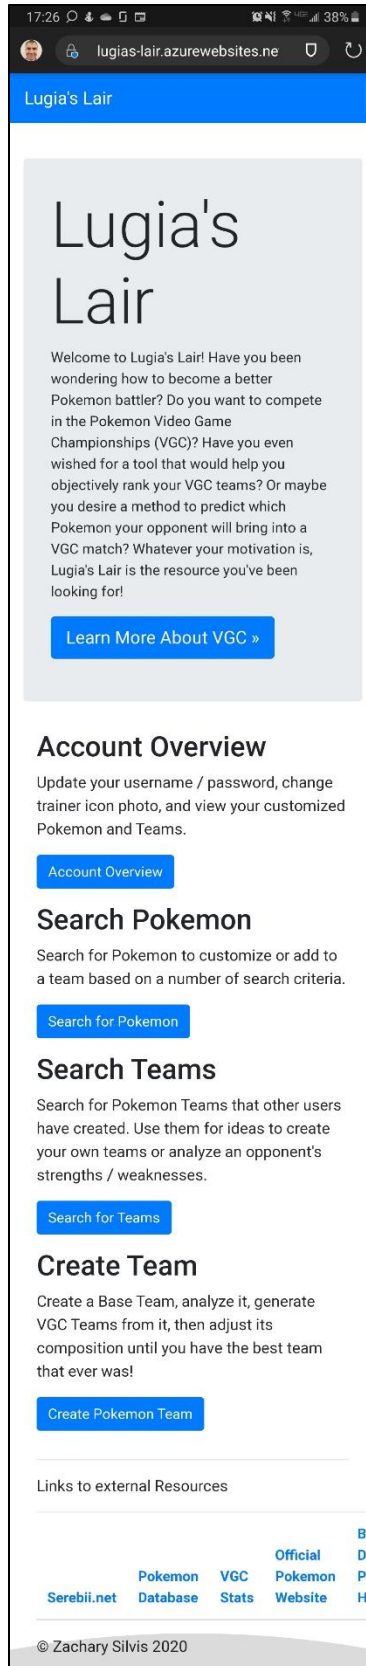 17:26 38%
lugias-lair.azurewebsites.ne
Lugia's Lair
Lugia's
Lair
Welcome to Lugia's Lair! Have you been
wondering how to become a better
Pokemon battler? Do you want to compete
in the Pokemon Video Game
Championships (VGC)? Have you even
wished for a tool that would help you
objectively rank your VGC teams? Or maybe
you desire a method to predict which
Pokemon your opponent will bring into a
VGC match? Whatever your motivation is,
Lugia's Lair is the resource you've been
looking for!
Learn More About VGC »
Account Overview
Update your username / password, change
trainer icon photo, and view your customized
Pokemon and Teams.
Account Overview
Search Pokemon
Search for Pokemon to customize or add to
a team based on a number of search criteria.
Search for Pokemon
Search Teams
Search for Pokemon Teams that other users
have created. Use them for ideas to create
your own teams or analyze an opponent's
strengths / weaknesses.
Search for Teams
Create Team
Create a Base Team, analyze it, generate
VGC Teams from it, then adjust its
composition until you have the best team
that ever was!
Create Pokemon Team
Links to external Resources
Serebii.net
Pokemon
Database
VGC
Stats
Official
Pokemon
Website
© Zachary Silvis 2020